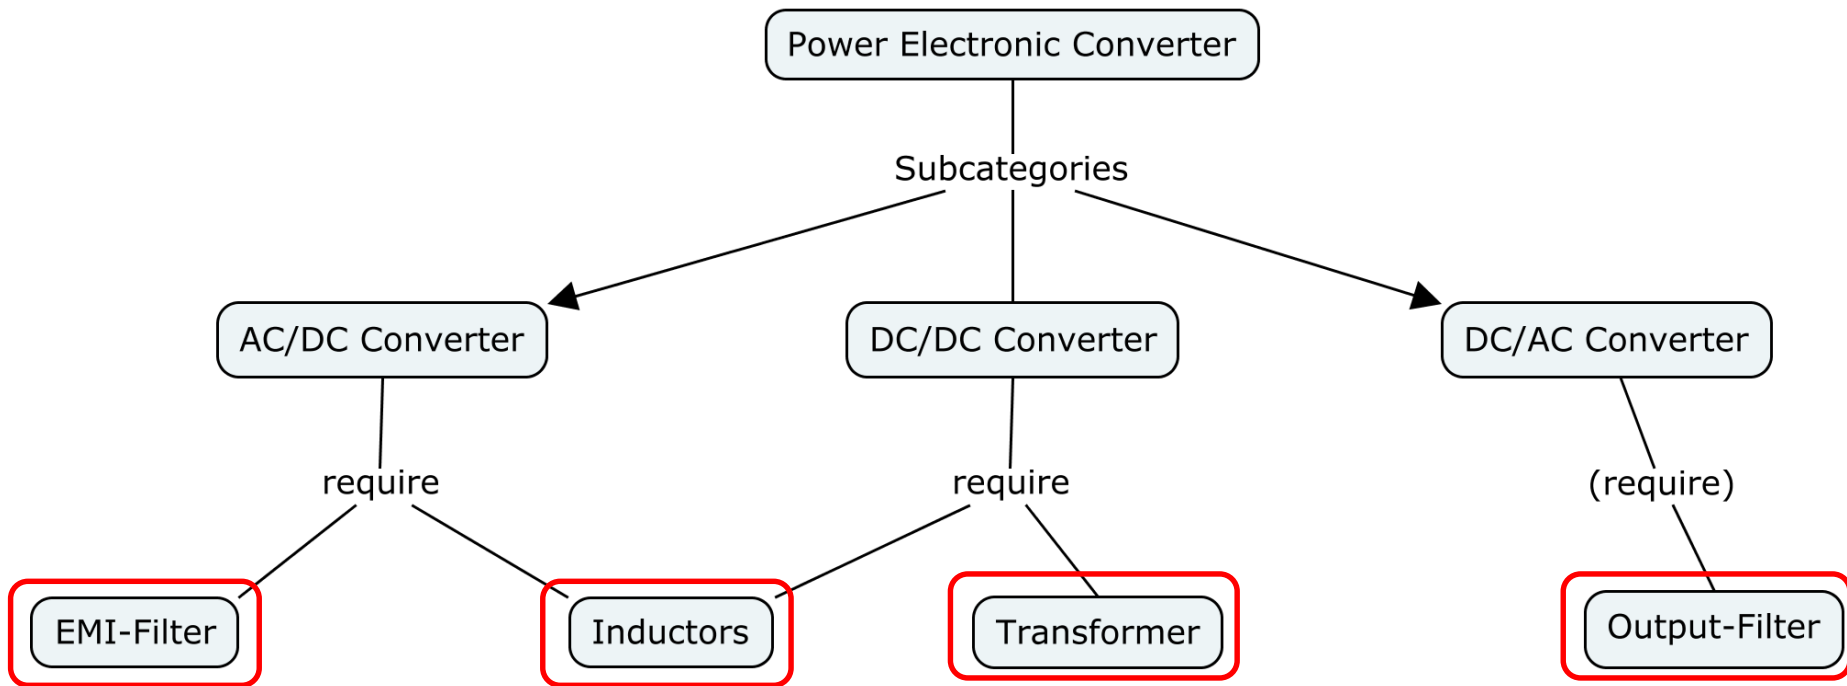 Power Electronic Converter
Subcategories
AC/DC Converter
DC/DC Converter
DC/AC Converter
require
require
(require)
EMI-Filter
Inductors
Transformer
Output-Filter